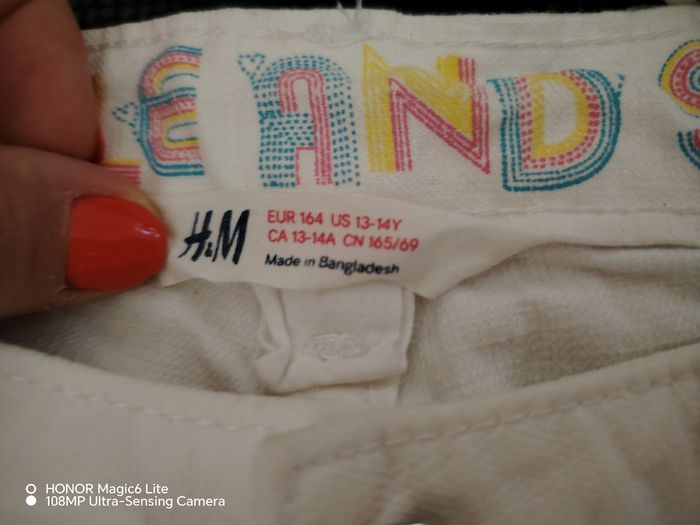 AND
H&M
EUR 164 US 13-14Y
CA 13-14A CN 165/69
Made in Bangladesh
HONOR Magic6 Lite
108MP Ultra-Sensing Camera